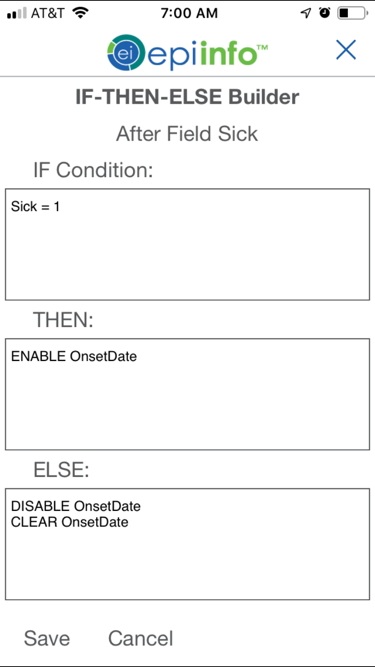 AT&T 7:00 AM
ei epiinfo™
IF-THEN-ELSE Builder
After Field Sick
IF Condition:
Sick = 1
THEN:
ENABLE OnsetDate
ELSE:
DISABLE OnsetDate
CLEAR OnsetDate
Save Cancel